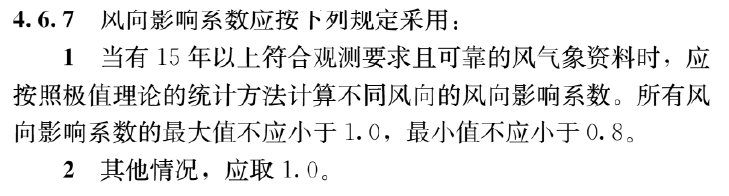 4.6.7 风向影响系数应按下列规定采用：
1 当有 15 年以上符合观测要求且可靠的风气象资料时，应
按照极值理论的统计方法计算不同风向的风向影响系数。所有风
向影响系数的最大值不应小于 1.0，最小值不应小于 0.8。
2 其他情况，应取 1.0。